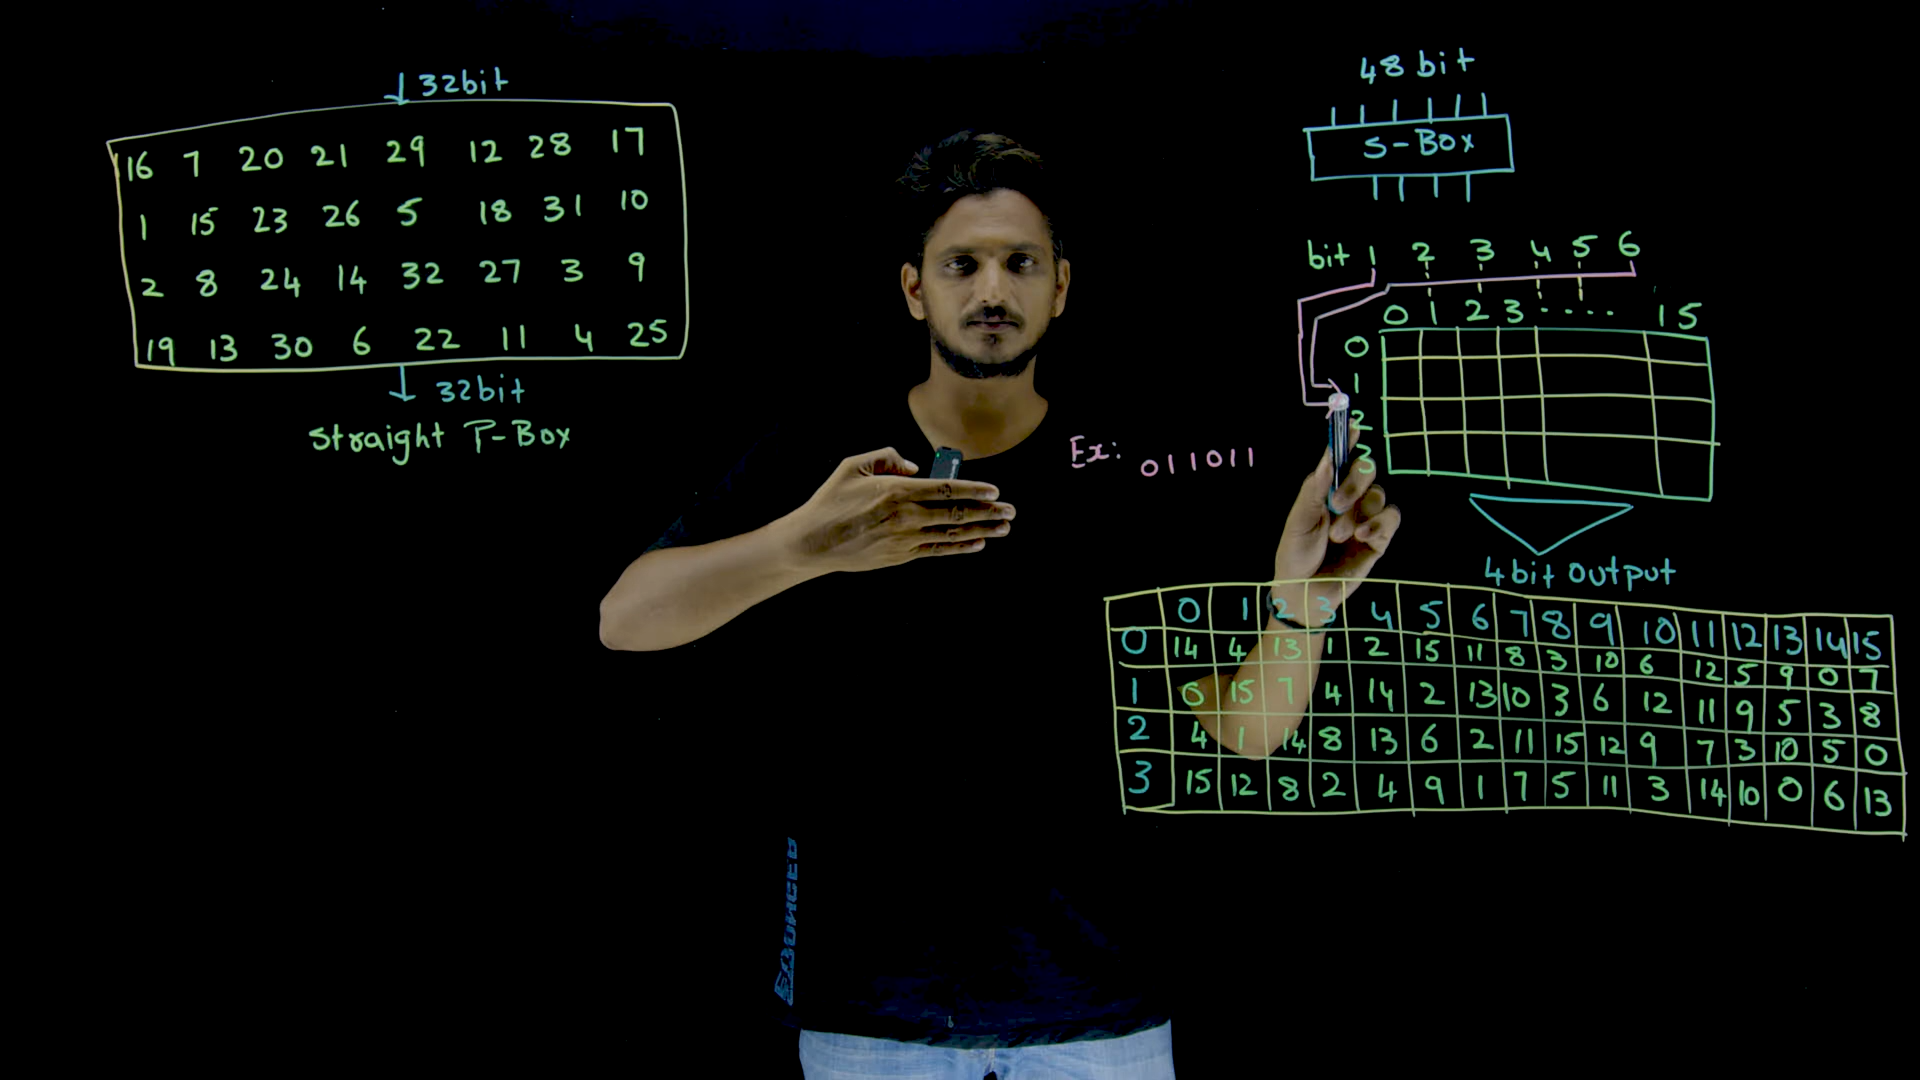 ↓ 32bit
16 7 20 21 29 12 28 17
1 15 23 26 5 18 31 10
2 8 24 14 32 27 3 9
19 13 30 6 22 11 4 25
↓ 32bit
straight P-Box
48 bit
S-Box
bit 1 2 3 4 5 6
0 1 2 3 ..... 15
0
1
2
3
Ex: 011011
4bit output
0 1 2 3 4 5 6 7 8 9 10 11 12 13 14 15
0 14 4 13 1 2 15 11 8 3 10 6 12 5 9 0 7
1 0 15 7 4 14 2 13 10 3 6 12 11 9 5 3 8
2 4 1 14 8 13 6 2 11 15 12 9 7 3 10 5 0
3 15 12 8 2 4 9 1 7 5 11 3 14 10 0 6 13